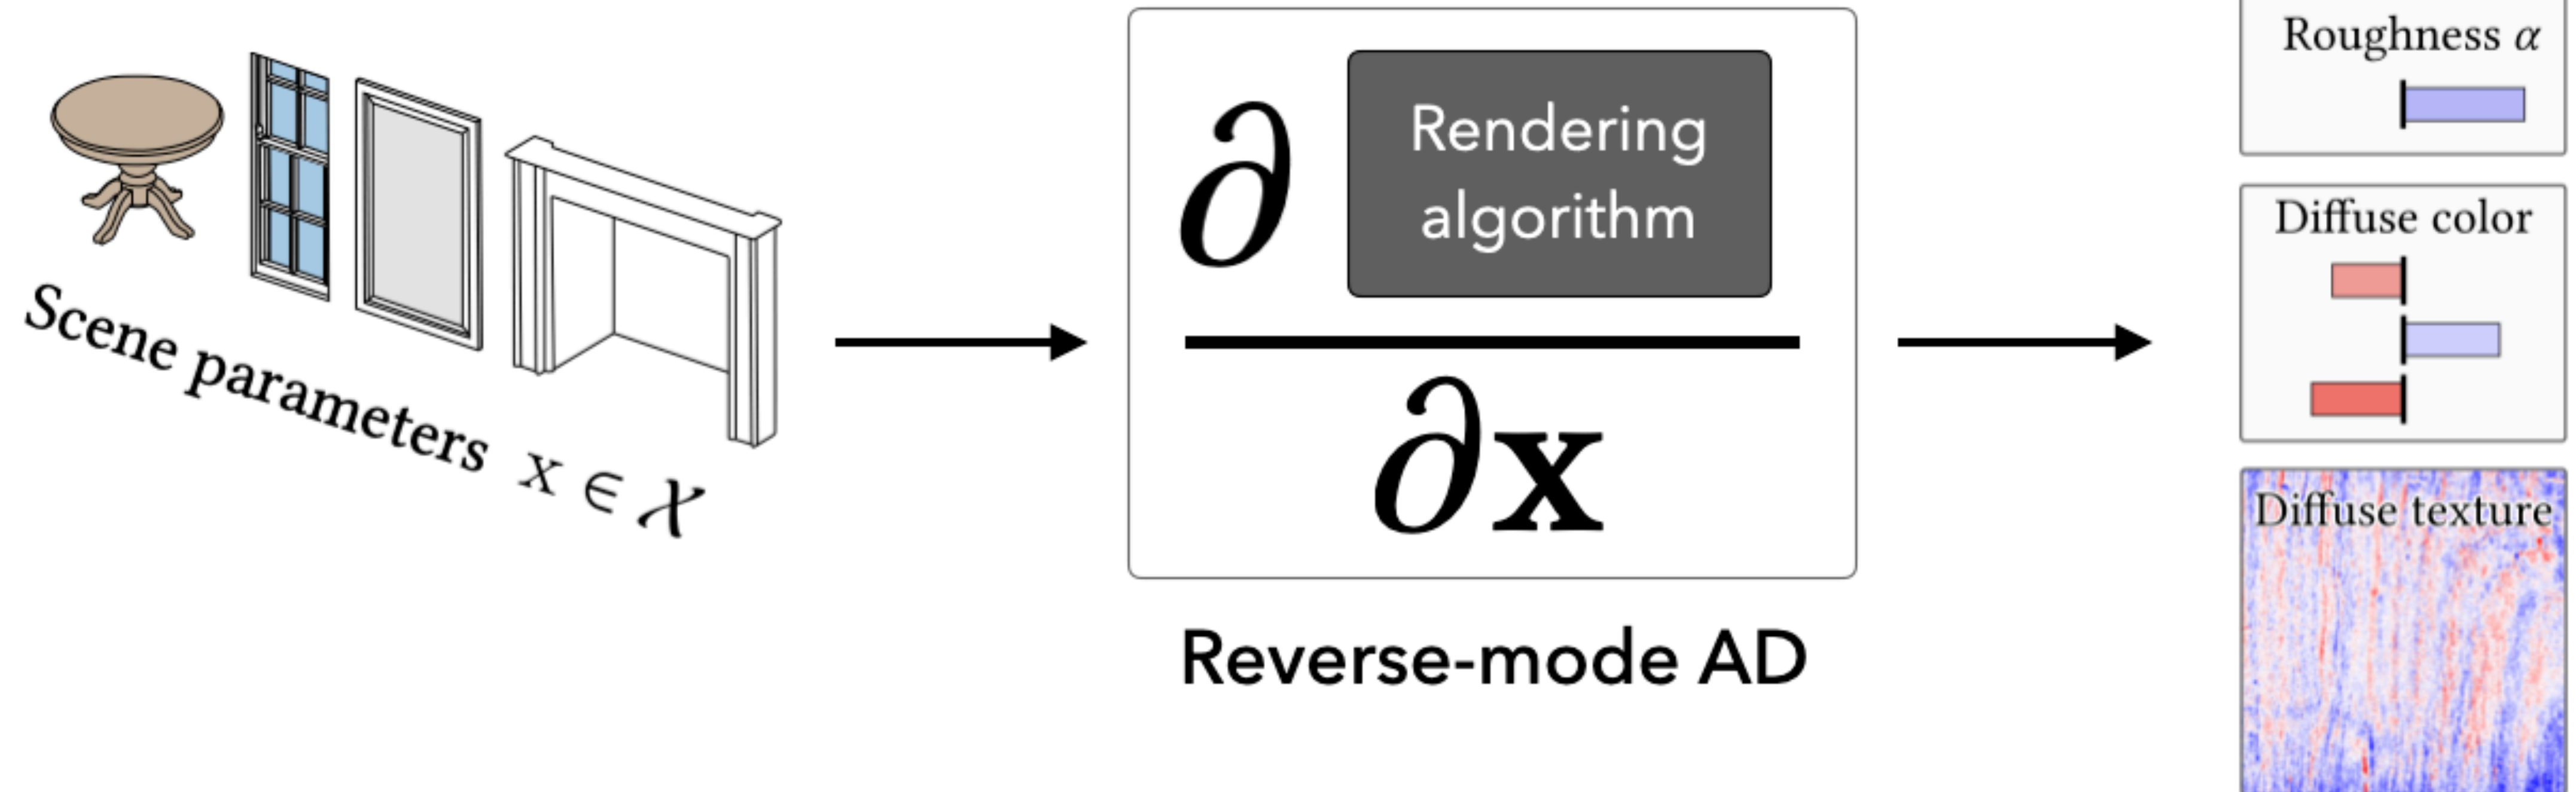 Scene parameters x ∈ 𝒳
∂ Rendering
algorithm
∂x
Reverse-mode AD
Roughness α
Diffuse color
Diffuse texture